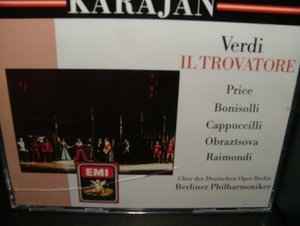 KARAJAN
Verdi
IL TROVATORE
Price
Bonisolli
Cappuccilli
Obraztsova
Raimondi
EMI
Chor der Deutschen Oper Berlin
Berliner Philharmoniker